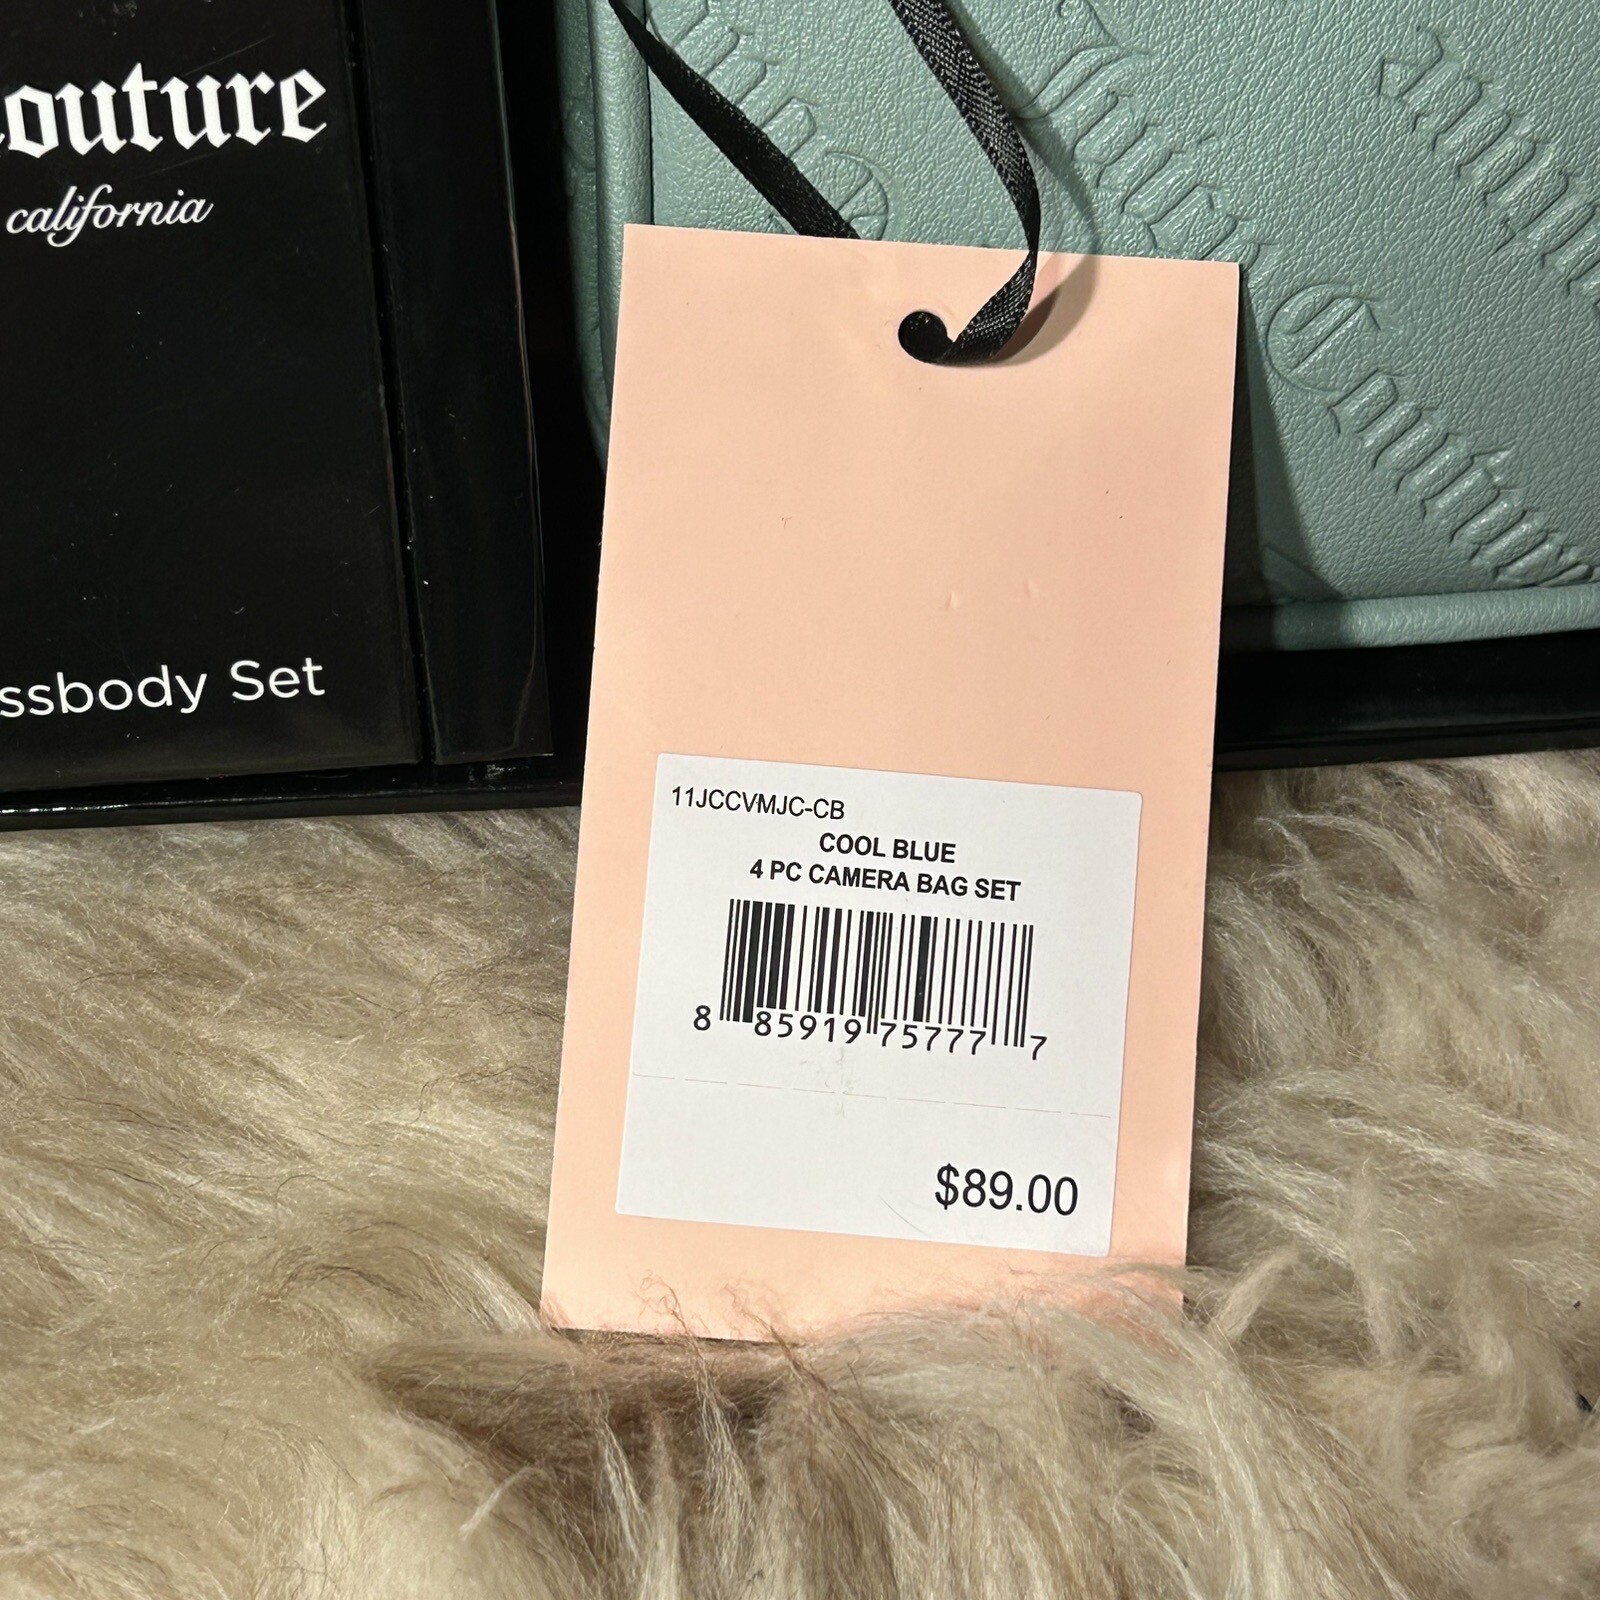 outure
california
ssbody Set
Couture
11JCCVMJC-CB
COOL BLUE
4 PC CAMERA BAG SET
8 85919 75777 7
$89.00